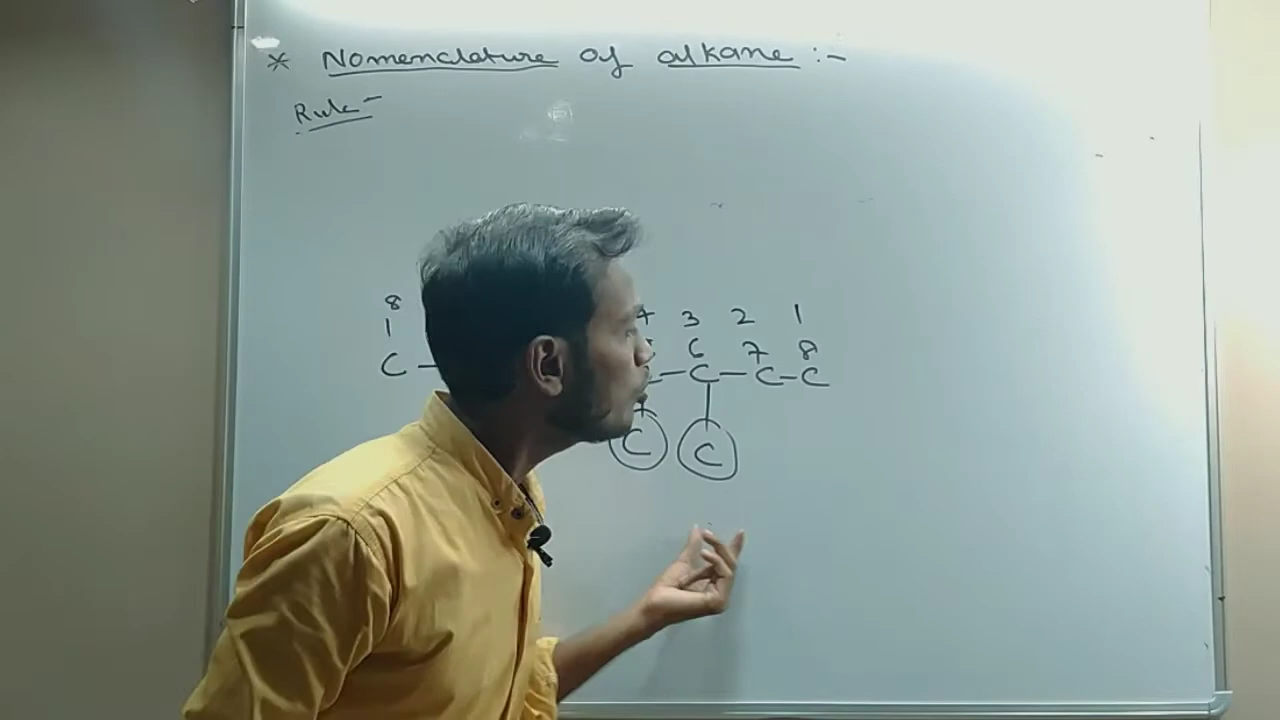 * Nomenclature of alkane :-
Rule -
8 4 3 2 1
1 6 7 8
C - - C - C - C
C C